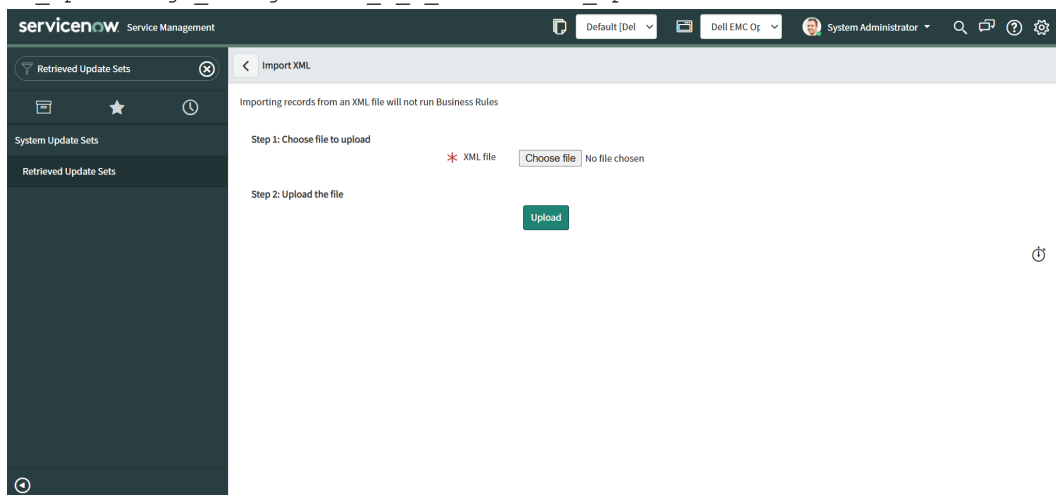 servicenow Service Management
Default [Del
Dell EMC Op
System Administrator
Retrieved Update Sets
Import XML
Importing records from an XML file will not run Business Rules
System Update Sets
Retrieved Update Sets
Step 1: Choose file to upload
XML file
Choose file No file chosen
Step 2: Upload the file
Upload